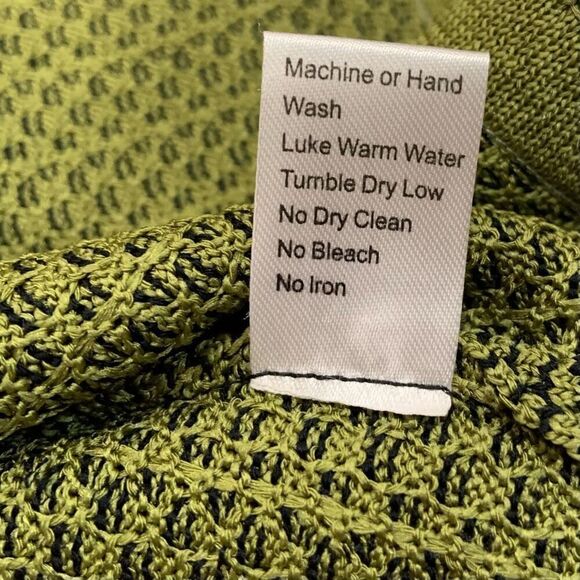 Machine or Hand
Wash
Luke Warm Water
Tumble Dry Low
No Dry Clean
No Bleach
No Iron